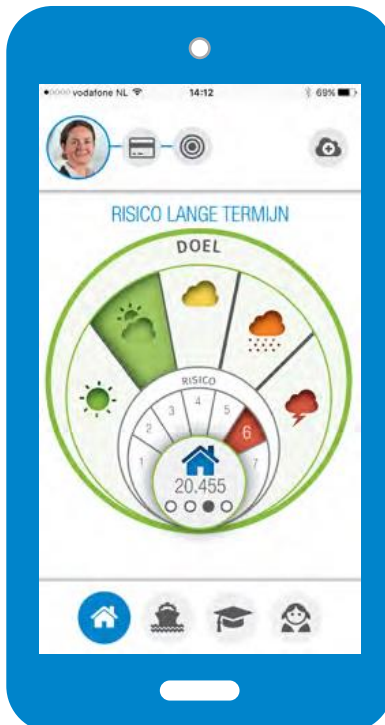 vodafone NL 14:12 69%
RISICO LANGE TERMIJN
DOEL
RISICO
1 2 3 4 5 6 7
20.455